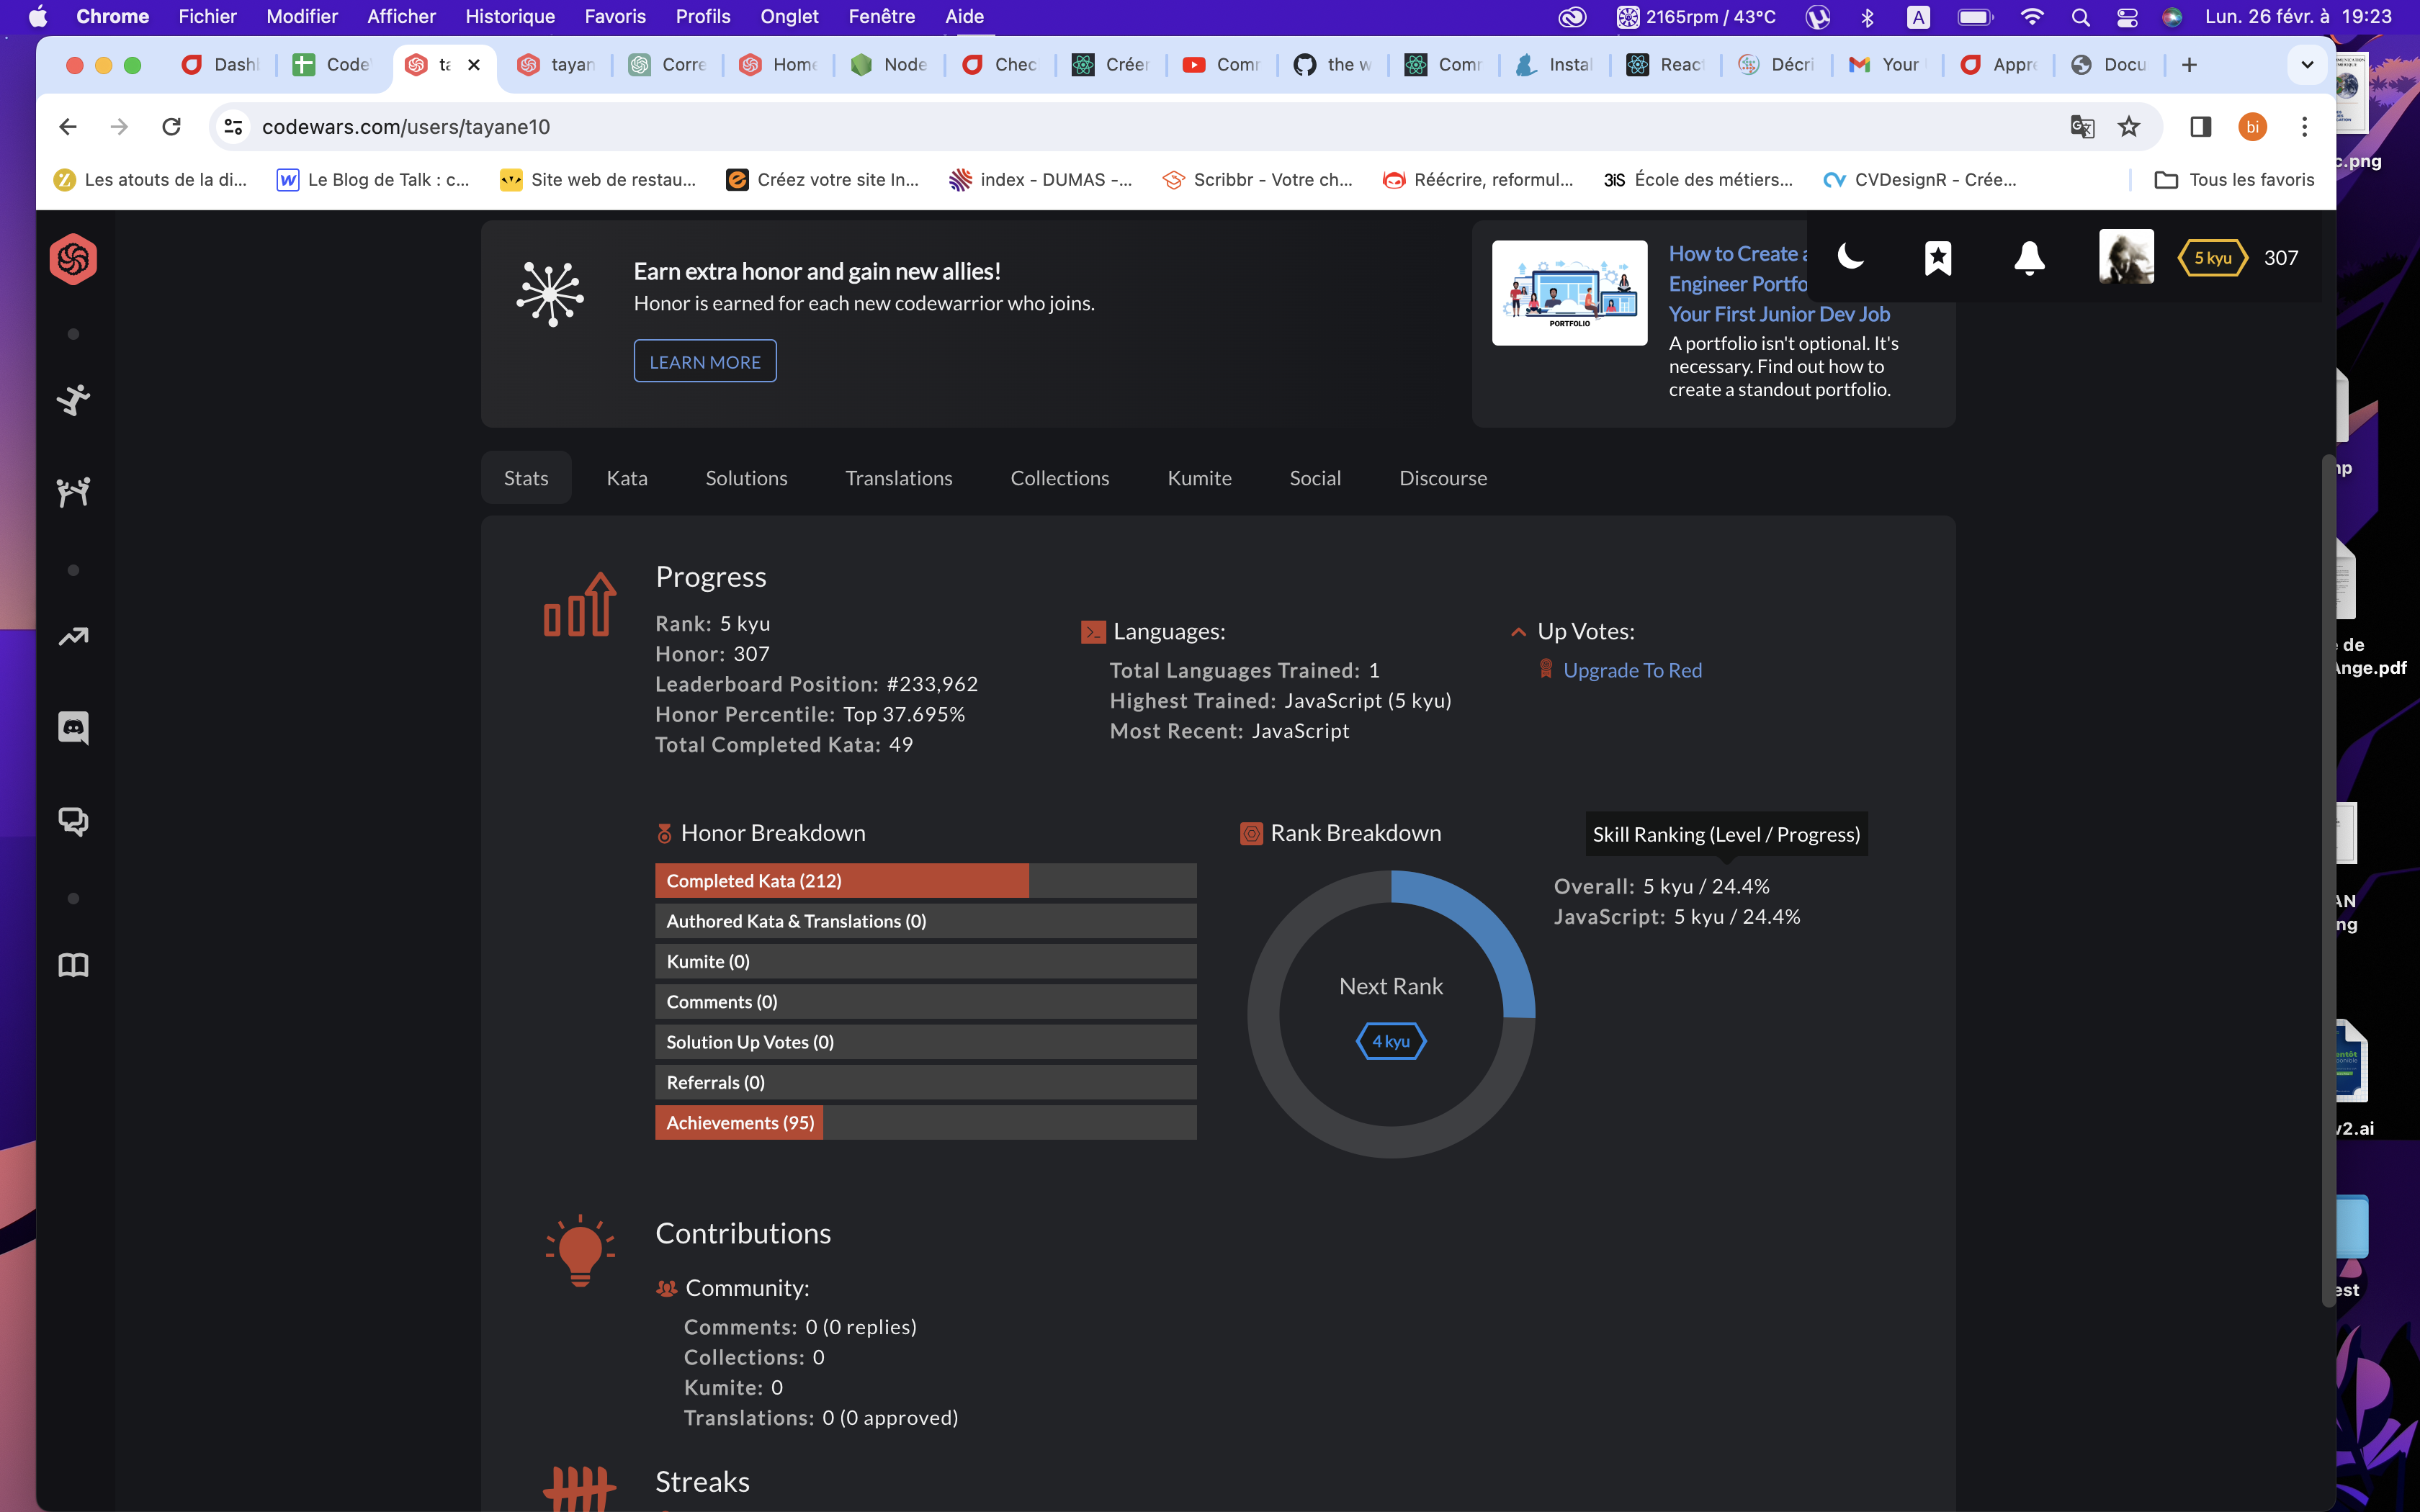 Chrome Fichier Modifier Afficher Historique Favoris Profils Onglet Fenêtre Aide
2165rpm / 43°C A Lun. 26 févr. à 19:23
Dashl Code' ta tayan Corre Home Node Chec Créer Comr the w Comr Instal React Décri Your Appre Docu
codewars.com/users/tayane10
bi
Les atouts de la di... Le Blog de Talk : c... Site web de restau... Créez votre site In... index - DUMAS -... Scribbr - Votre ch... Réécrire, reformul... 3iS École des métiers... CVDesignR - Crée... Tous les favoris
Earn extra honor and gain new allies!
Honor is earned for each new codewarrior who joins.
LEARN MORE
PORTFOLIO
How to Create a
Engineer Portfo
Your First Junior Dev Job
A portfolio isn't optional. It's
necessary. Find out how to
create a standout portfolio.
5 kyu 307
Stats Kata Solutions Translations Collections Kumite Social Discourse
Progress
Rank: 5 kyu
Honor: 307
Leaderboard Position: #233,962
Honor Percentile: Top 37.695%
Total Completed Kata: 49
Languages:
Total Languages Trained: 1
Highest Trained: JavaScript (5 kyu)
Most Recent: JavaScript
Up Votes:
Upgrade To Red
Honor Breakdown
Completed Kata (212)
Authored Kata & Translations (0)
Kumite (0)
Comments (0)
Solution Up Votes (0)
Referrals (0)
Achievements (95)
Rank Breakdown
Next Rank
4 kyu
Skill Ranking (Level / Progress)
Overall: 5 kyu / 24.4%
JavaScript: 5 kyu / 24.4%
Contributions
Community:
Comments: 0 (0 replies)
Collections: 0
Kumite: 0
Translations: 0 (0 approved)
Streaks
c.png
de
Ange.pdf
AN
ng
v2.ai
est